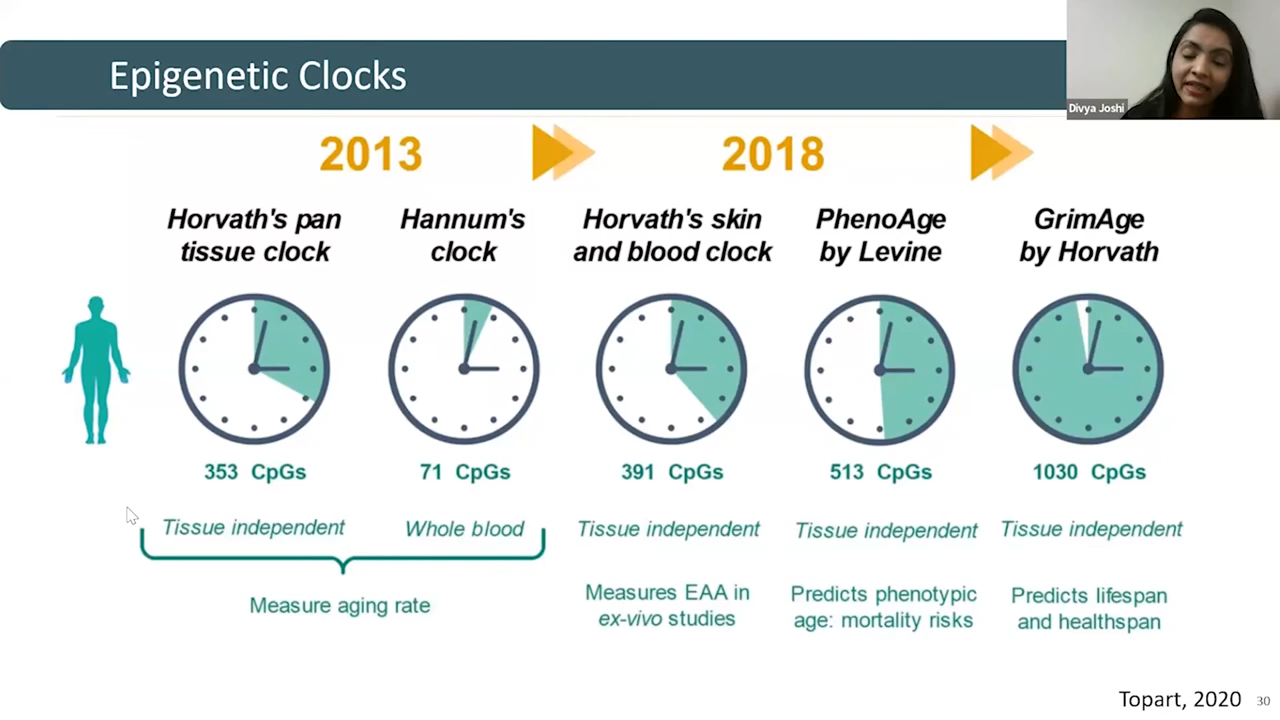 Epigenetic Clocks
Divya Joshi
2013
2018
Horvath's pan
tissue clock
Hannum's
clock
Horvath's skin
and blood clock
PhenoAge
by Levine
GrimAge
by Horvath
353 CpGs
71 CpGs
391 CpGs
513 CpGs
1030 CpGs
Tissue independent
Whole blood
Tissue independent
Tissue independent
Tissue independent
Measure aging rate
Measures EAA in
ex-vivo studies
Predicts phenotypic
age: mortality risks
Predicts lifespan
and healthspan
Topart, 2020
30